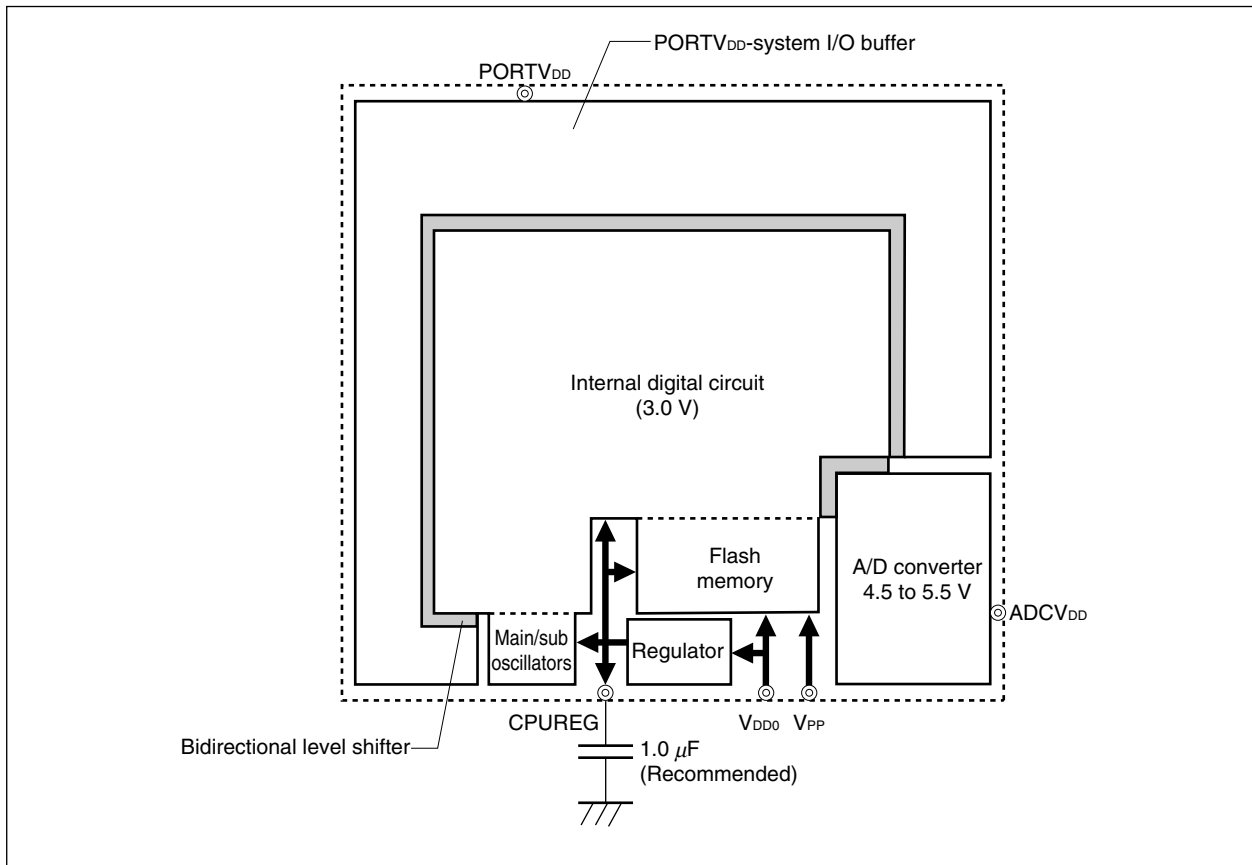 PORTVDD-system I/O buffer
PORTVDD
Internal digital circuit
(3.0 V)
Flash
memory
A/D converter
4.5 to 5.5 V
ADCVDD
Main/sub
oscillators
Regulator
CPUREG
VDD0
VPP
Bidirectional level shifter
1.0 μF
(Recommended)